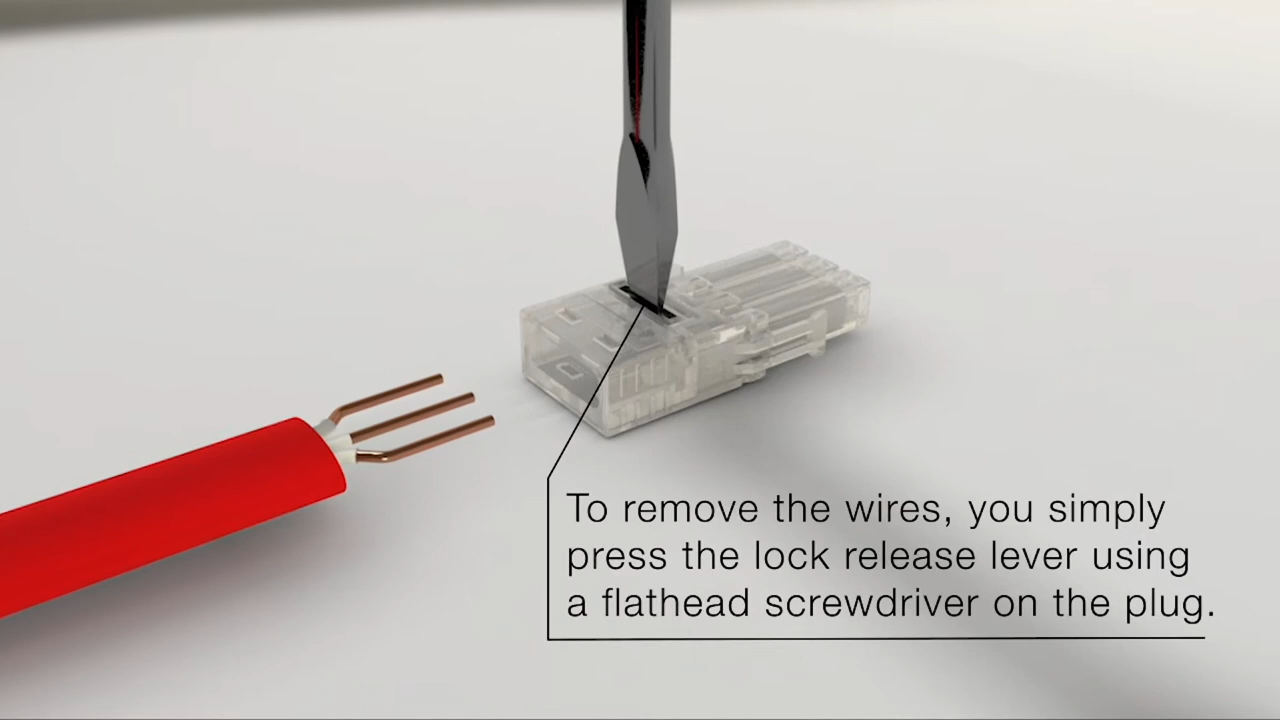 To remove the wires, you simply
press the lock release lever using
a flathead screwdriver on the plug.